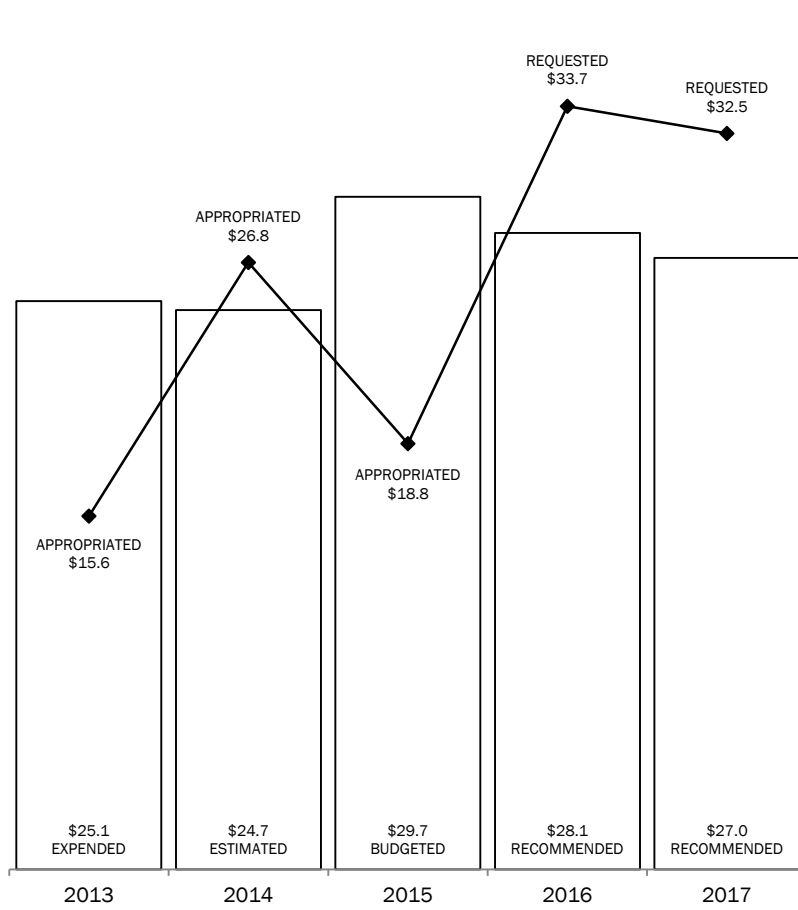 REQUESTED
$33.7
REQUESTED
$32.5
APPROPRIATED
$26.8
APPROPRIATED
$18.8
APPROPRIATED
$15.6
$25.1
EXPENDED
$24.7
ESTIMATED
$29.7
BUDGETED
$28.1
RECOMMENDED
$27.0
RECOMMENDED
2013
2014
2015
2016
2017